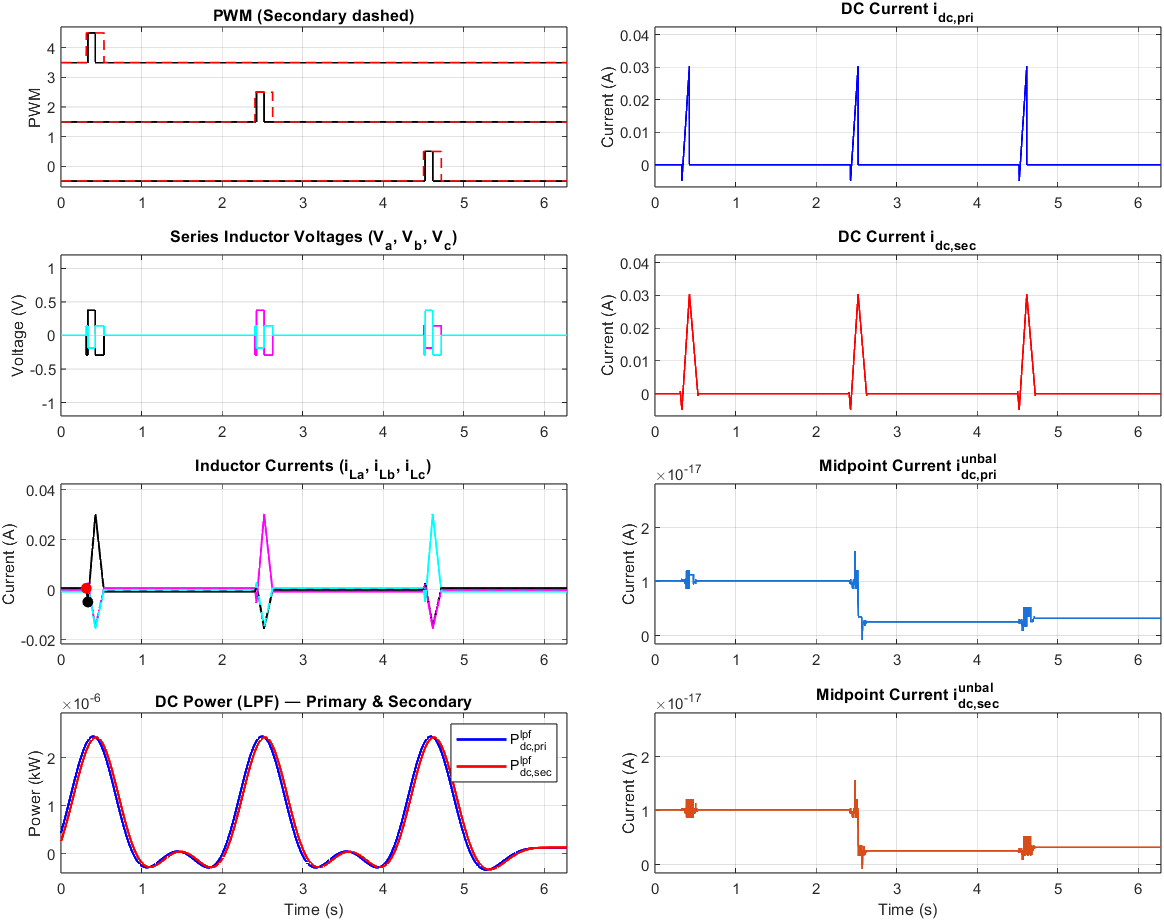 PWM (Secondary dashed)
PWM
4
3
2
1
0
0 1 2 3 4 5 6
DC Current i_dc,pri
Current (A)
0.04
0.03
0.02
0.01
0
0 1 2 3 4 5 6
Series Inductor Voltages (V_a, V_b, V_c)
Voltage (V)
1
0.5
0
-0.5
-1
0 1 2 3 4 5 6
DC Current i_dc,sec
Current (A)
0.04
0.03
0.02
0.01
0
0 1 2 3 4 5 6
Inductor Currents (i_La, i_Lb, i_Lc)
Current (A)
0.04
0.02
0
-0.02
0 1 2 3 4 5 6
Midpoint Current i^unbal_dc,pri
×10^-17
Current (A)
2
1
0
0 1 2 3 4 5 6
DC Power (LPF) — Primary & Secondary
×10^-6
Power (kW)
2
1
0
P^lpf_dc,pri
P^lpf_dc,sec
0 1 2 3 4 5 6
Time (s)
Midpoint Current i^unbal_dc,sec
×10^-17
Current (A)
2
1
0
0 1 2 3 4 5 6
Time (s)